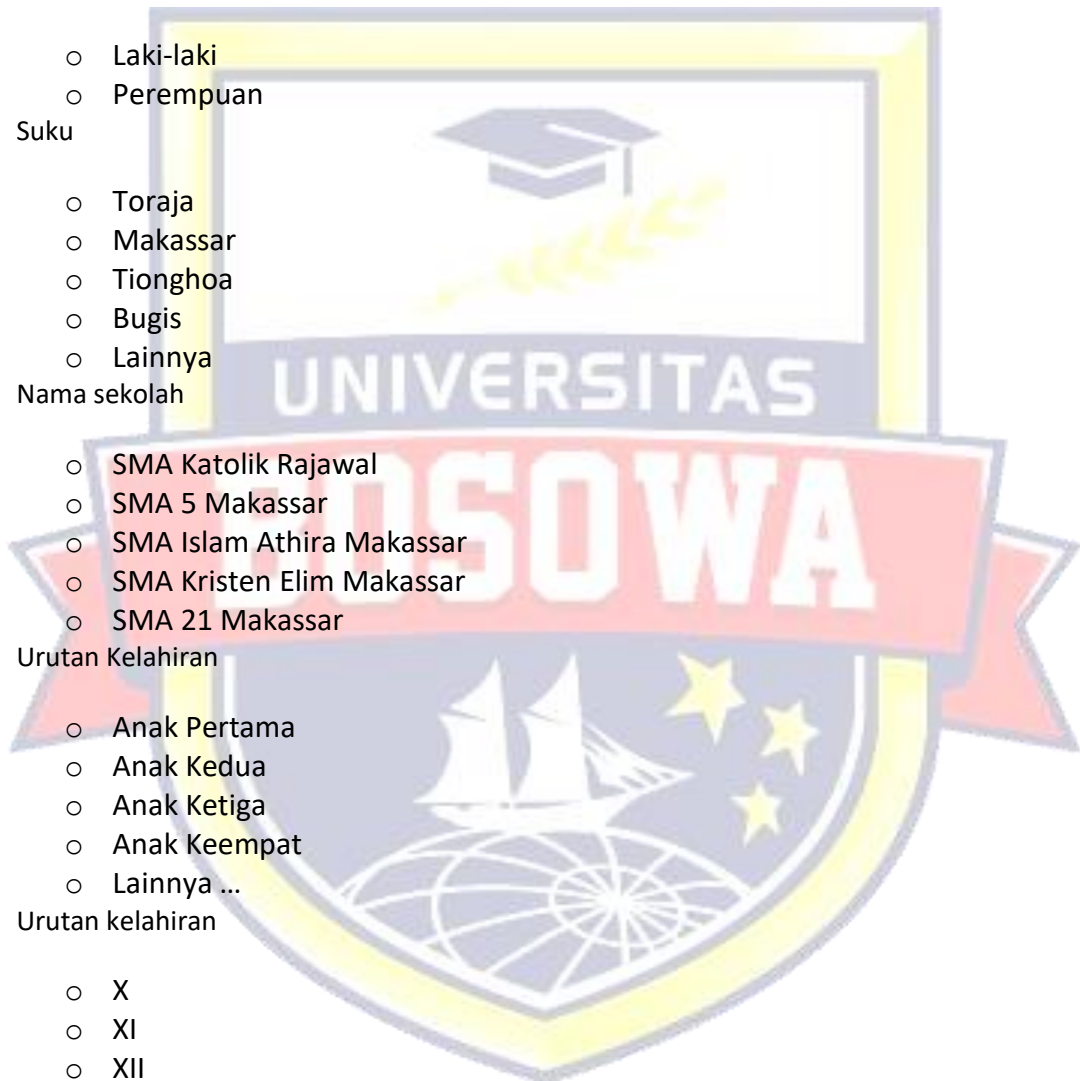 o Laki-laki
o Perempuan
Suku
o Toraja
o Makassar
o Tionghoa
o Bugis
o Lainnya
UNIVERSITAS
Nama sekolah
BOSOWA
o SMA Katolik Rajawal
o SMA 5 Makassar
o SMA Islam Athira Makassar
o SMA Kristen Elim Makassar
o SMA 21 Makassar
Urutan Kelahiran
o Anak Pertama
o Anak Kedua
o Anak Ketiga
o Anak Keempat
o Lainnya ...
Urutan kelahiran
o X
o XI
o XII